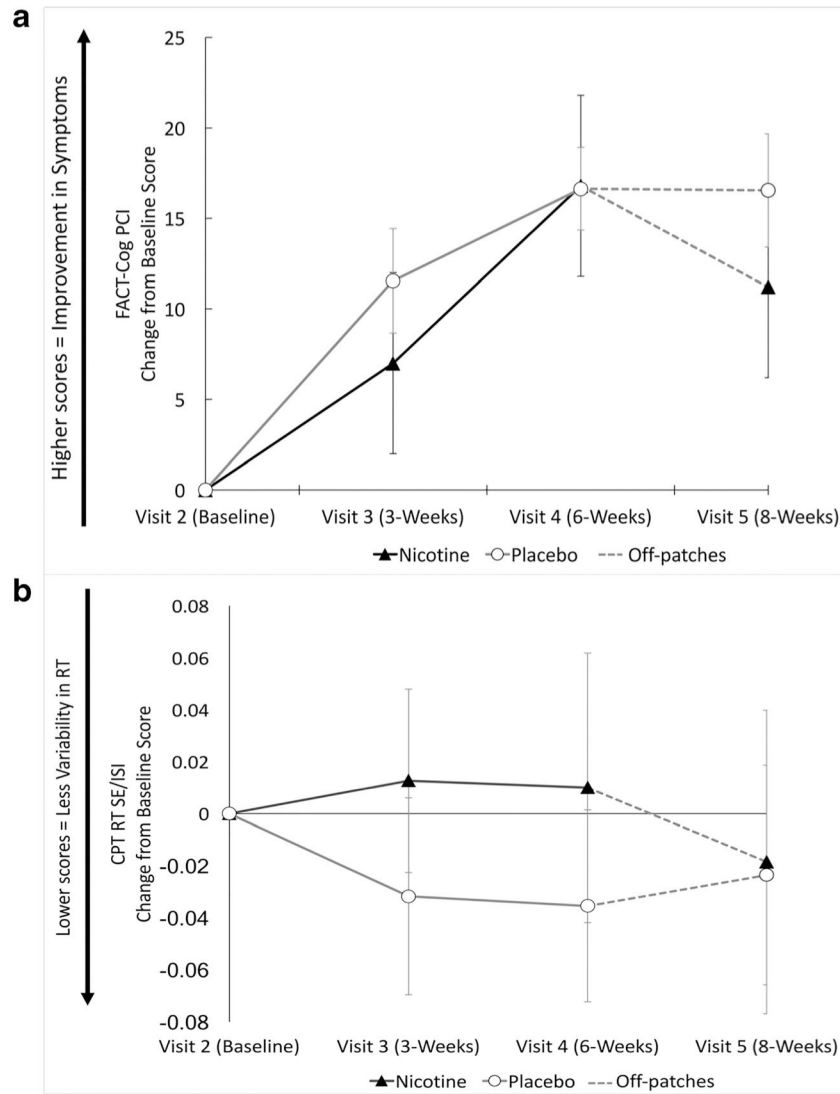 a
Higher scores = Improvement in Symptoms
FACT-Cog PCI
Change from Baseline Score
25
20
15
10
5
0
Visit 2 (Baseline) Visit 3 (3-Weeks) Visit 4 (6-Weeks) Visit 5 (8-Weeks)
Nicotine Placebo Off-patches
b
Lower scores = Less Variability in RT
CPT RT SE/ISI
Change from Baseline Score
0.08
0.06
0.04
0.02
0
-0.02
-0.04
-0.06
-0.08
Visit 2 (Baseline) Visit 3 (3-Weeks) Visit 4 (6-Weeks) Visit 5 (8-Weeks)
Nicotine Placebo Off-patches